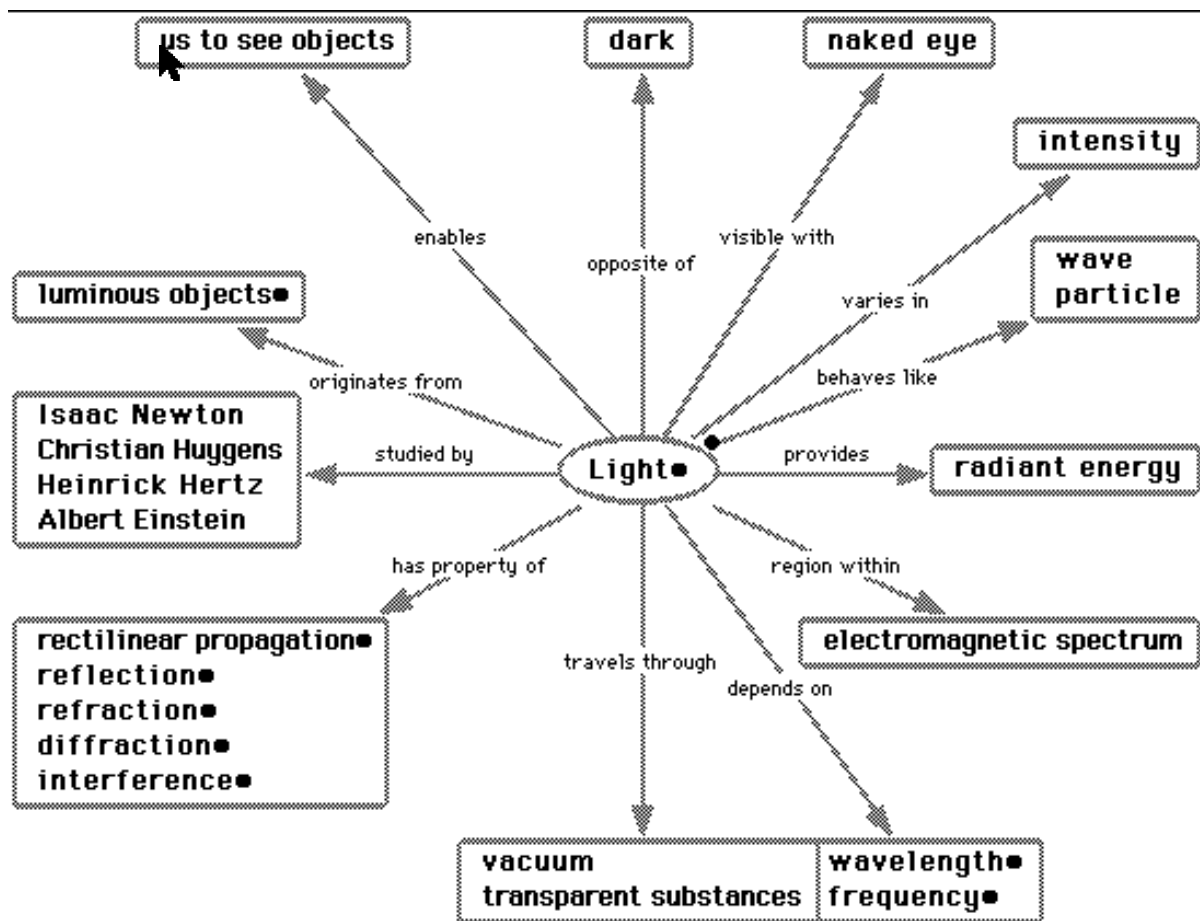 us to see objects
dark
naked eye
intensity
enables
visible with
opposite of
wave
particle
luminous objects●
varies in
originates from
behaves like
Isaac Newton
Christian Huygens
Heinrick Hertz
Albert Einstein
studied by
Light●
provides
radiant energy
has property of
region within
rectilinear propagation●
reflection●
refraction●
diffraction●
interference●
electromagnetic spectrum
travels through
depends on
vacuum
transparent substances
wavelength●
frequency●